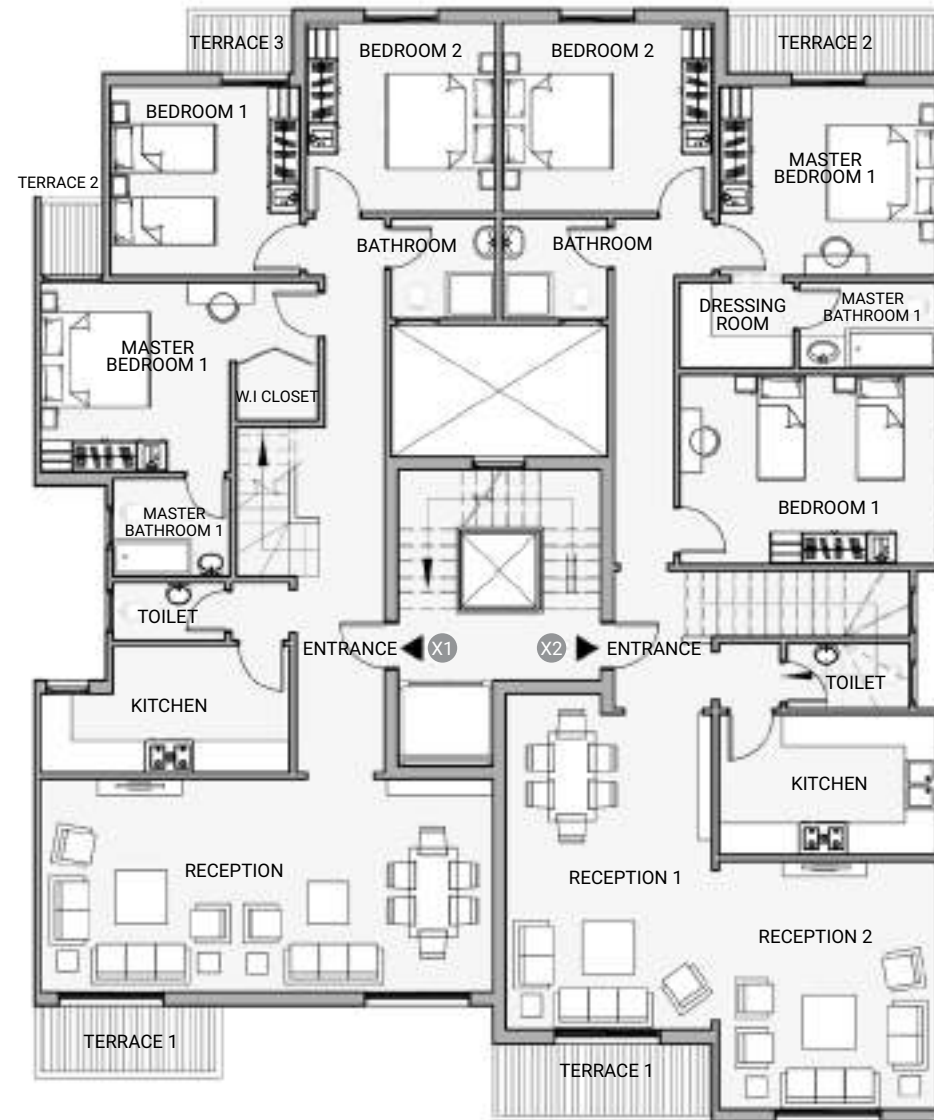 TERRACE 3
BEDROOM 2
BEDROOM 2
TERRACE 2
BEDROOM 1
MASTER
BEDROOM 1
TERRACE 2
BATHROOM
BATHROOM
DRESSING
ROOM
MASTER
BATHROOM 1
MASTER
BEDROOM 1
W.I CLOSET
BEDROOM 1
MASTER
BATHROOM 1
TOILET
ENTRANCE
X1
X2
ENTRANCE
TOILET
KITCHEN
KITCHEN
RECEPTION
RECEPTION 1
RECEPTION 2
TERRACE 1
TERRACE 1